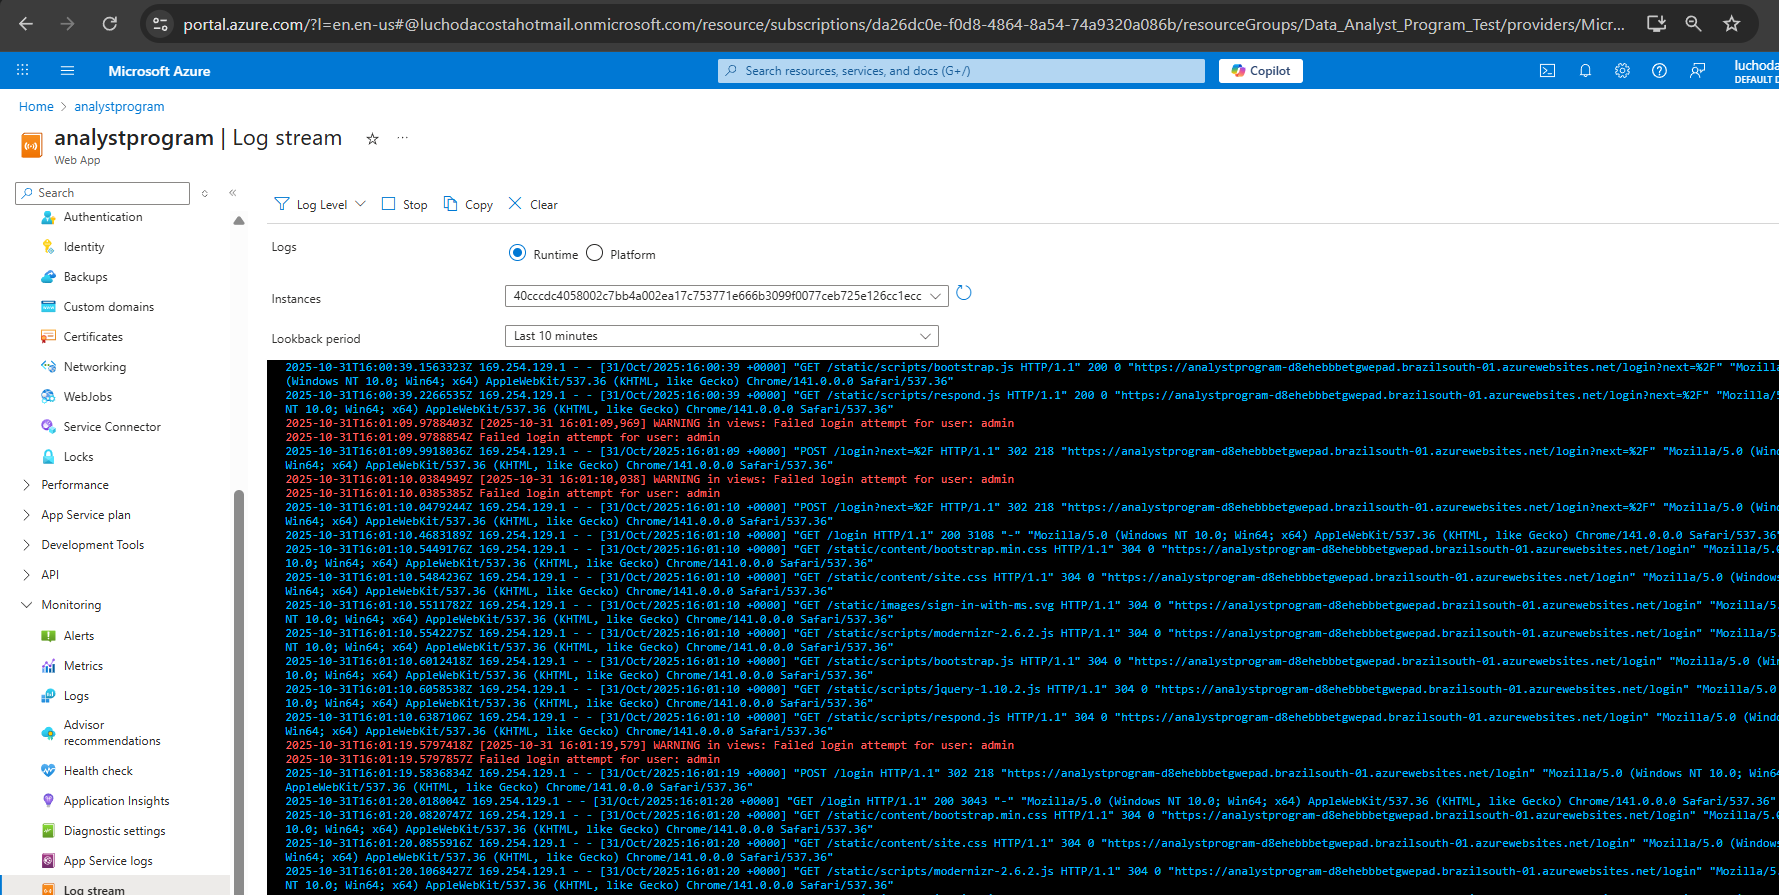 portal.azure.com/?l=en.en-us#@luchodacostahotmail.onmicrosoft.com/resource/subscriptions/da26dc0e-f0d8-4864-8a54-74a9320a086b/resourceGroups/Data_Analyst_Program_Test/providers/Micr...
Microsoft Azure
Search resources, services, and docs (G+/)
Copilot
luchoda
DEFAULT D
Home > analystprogram
analystprogram | Log stream
Web App
Search
Authentication
Identity
Backups
Custom domains
Certificates
Networking
WebJobs
Service Connector
Locks
Performance
App Service plan
Development Tools
API
Monitoring
Alerts
Metrics
Logs
Advisor
recommendations
Health check
Application Insights
Diagnostic settings
App Service logs
Log stream
Log Level
Stop
Copy
Clear
Logs
Runtime
Platform
Instances
40cccdc4058002c7bb4a002ea17c753771e666b3099f0077ceb725e126cc1ecc
Lookback period
Last 10 minutes
2025-10-31T16:00:39.1563323Z 169.254.129.1 - - [31/Oct/2025:16:00:39 +0000] "GET /static/scripts/bootstrap.js HTTP/1.1" 200 0 "https://analystprogram-d8ehebbbetgwepad.brazilsouth-01.azurewebsites.net/login?next=%2F" "Mozil
(Windows NT 10.0; Win64; x64) AppleWebKit/537.36 (KHTML, like Gecko) Chrome/141.0.0.0 Safari/537.36"
2025-10-31T16:00:39.2266535Z 169.254.129.1 - - [31/Oct/2025:16:00:39 +0000] "GET /static/scripts/respond.js HTTP/1.1" 200 0 "https://analystprogram-d8ehebbbetgwepad.brazilsouth-01.azurewebsites.net/login?next=%2F" "Mozilla/5
NT 10.0; Win64; x64) AppleWebKit/537.36 (KHTML, like Gecko) Chrome/141.0.0.0 Safari/537.36"
2025-10-31T16:01:09.9788403Z [2025-10-31 16:01:09,969] WARNING in views: Failed login attempt for user: admin
2025-10-31T16:01:09.9788854Z Failed login attempt for user: admin
2025-10-31T16:01:09.9918036Z 169.254.129.1 - - [31/Oct/2025:16:01:09 +0000] "POST /login?next=%2F HTTP/1.1" 302 218 "https://analystprogram-d8ehebbbetgwepad.brazilsouth-01.azurewebsites.net/login?next=%2F" "Mozilla/5.0 (Windo
Win64; x64) AppleWebKit/537.36 (KHTML, like Gecko) Chrome/141.0.0.0 Safari/537.36"
2025-10-31T16:01:10.0384949Z [2025-10-31 16:01:10,038] WARNING in views: Failed login attempt for user: admin
2025-10-31T16:01:10.0385385Z Failed login attempt for user: admin
2025-10-31T16:01:10.0479244Z 169.254.129.1 - - [31/Oct/2025:16:01:10 +0000] "POST /login?next=%2F HTTP/1.1" 302 218 "https://analystprogram-d8ehebbbetgwepad.brazilsouth-01.azurewebsites.net/login?next=%2F" "Mozilla/5.0 (Windo
Win64; x64) AppleWebKit/537.36 (KHTML, like Gecko) Chrome/141.0.0.0 Safari/537.36"
2025-10-31T16:01:10.4683189Z 169.254.129.1 - - [31/Oct/2025:16:01:10 +0000] "GET /login HTTP/1.1" 200 3108 "-" "Mozilla/5.0 (Windows NT 10.0; Win64; x64) AppleWebKit/537.36 (KHTML, like Gecko) Chrome/141.0.0.0 Safari/537.36"
2025-10-31T16:01:10.5449176Z 169.254.129.1 - - [31/Oct/2025:16:01:10 +0000] "GET /static/content/bootstrap.min.css HTTP/1.1" 304 0 "https://analystprogram-d8ehebbbetgwepad.brazilsouth-01.azurewebsites.net/login" "Mozilla/5.
10.0; Win64; x64) AppleWebKit/537.36 (KHTML, like Gecko) Chrome/141.0.0.0 Safari/537.36"
2025-10-31T16:01:10.5484236Z 169.254.129.1 - - [31/Oct/2025:16:01:10 +0000] "GET /static/content/site.css HTTP/1.1" 304 0 "https://analystprogram-d8ehebbbetgwepad.brazilsouth-01.azurewebsites.net/login" "Mozilla/5.0 (Windows
Win64; x64) AppleWebKit/537.36 (KHTML, like Gecko) Chrome/141.0.0.0 Safari/537.36"
2025-10-31T16:01:10.5511782Z 169.254.129.1 - - [31/Oct/2025:16:01:10 +0000] "GET /static/images/sign-in-with-ms.svg HTTP/1.1" 304 0 "https://analystprogram-d8ehebbbetgwepad.brazilsouth-01.azurewebsites.net/login" "Mozilla/5.
NT 10.0; Win64; x64) AppleWebKit/537.36 (KHTML, like Gecko) Chrome/141.0.0.0 Safari/537.36"
2025-10-31T16:01:10.5542275Z 169.254.129.1 - - [31/Oct/2025:16:01:10 +0000] "GET /static/scripts/modernizr-2.6.2.js HTTP/1.1" 304 0 "https://analystprogram-d8ehebbbetgwepad.brazilsouth-01.azurewebsites.net/login" "Mozilla/5.
NT 10.0; Win64; x64) AppleWebKit/537.36 (KHTML, like Gecko) Chrome/141.0.0.0 Safari/537.36"
2025-10-31T16:01:10.6012418Z 169.254.129.1 - - [31/Oct/2025:16:01:10 +0000] "GET /static/scripts/bootstrap.js HTTP/1.1" 304 0 "https://analystprogram-d8ehebbbetgwepad.brazilsouth-01.azurewebsites.net/login" "Mozilla/5.0 (Win
10.0; Win64; x64) AppleWebKit/537.36 (KHTML, like Gecko) Chrome/141.0.0.0 Safari/537.36"
2025-10-31T16:01:10.6058538Z 169.254.129.1 - - [31/Oct/2025:16:01:10 +0000] "GET /static/scripts/jquery-1.10.2.js HTTP/1.1" 304 0 "https://analystprogram-d8ehebbbetgwepad.brazilsouth-01.azurewebsites.net/login" "Mozilla/5.0
10.0; Win64; x64) AppleWebKit/537.36 (KHTML, like Gecko) Chrome/141.0.0.0 Safari/537.36"
2025-10-31T16:01:10.6387106Z 169.254.129.1 - - [31/Oct/2025:16:01:10 +0000] "GET /static/scripts/respond.js HTTP/1.1" 304 0 "https://analystprogram-d8ehebbbetgwepad.brazilsouth-01.azurewebsites.net/login" "Mozilla/5.0 (Windo
Win64; x64) AppleWebKit/537.36 (KHTML, like Gecko) Chrome/141.0.0.0 Safari/537.36"
2025-10-31T16:01:19.5797418Z [2025-10-31 16:01:19,579] WARNING in views: Failed login attempt for user: admin
2025-10-31T16:01:19.5797857Z Failed login attempt for user: admin
2025-10-31T16:01:19.5836834Z 169.254.129.1 - - [31/Oct/2025:16:01:19 +0000] "POST /login HTTP/1.1" 302 218 "https://analystprogram-d8ehebbbetgwepad.brazilsouth-01.azurewebsites.net/login" "Mozilla/5.0 (Windows NT 10.0; Win64
AppleWebKit/537.36 (KHTML, like Gecko) Chrome/141.0.0.0 Safari/537.36"
2025-10-31T16:01:20.018004Z 169.254.129.1 - - [31/Oct/2025:16:01:20 +0000] "GET /login HTTP/1.1" 200 3043 "-" "Mozilla/5.0 (Windows NT 10.0; Win64; x64) AppleWebKit/537.36 (KHTML, like Gecko) Chrome/141.0.0.0 Safari/537.36"
2025-10-31T16:01:20.0820747Z 169.254.129.1 - - [31/Oct/2025:16:01:20 +0000] "GET /static/content/bootstrap.min.css HTTP/1.1" 304 0 "https://analystprogram-d8ehebbbetgwepad.brazilsouth-01.azurewebsites.net/login" "Mozilla/5.
10.0; Win64; x64) AppleWebKit/537.36 (KHTML, like Gecko) Chrome/141.0.0.0 Safari/537.36"
2025-10-31T16:01:20.0855916Z 169.254.129.1 - - [31/Oct/2025:16:01:20 +0000] "GET /static/content/site.css HTTP/1.1" 304 0 "https://analystprogram-d8ehebbbetgwepad.brazilsouth-01.azurewebsites.net/login" "Mozilla/5.0 (Windows
Win64; x64) AppleWebKit/537.36 (KHTML, like Gecko) Chrome/141.0.0.0 Safari/537.36"
2025-10-31T16:01:20.1068427Z 169.254.129.1 - - [31/Oct/2025:16:01:20 +0000] "GET /static/scripts/modernizr-2.6.2.js HTTP/1.1" 304 0 "https://analystprogram-d8ehebbbetgwepad.brazilsouth-01.azurewebsites.net/login" "Mozilla/5.
NT 10.0; Win64; x64) AppleWebKit/537.36 (KHTML, like Gecko) Chrome/141.0.0.0 Safari/537.36"